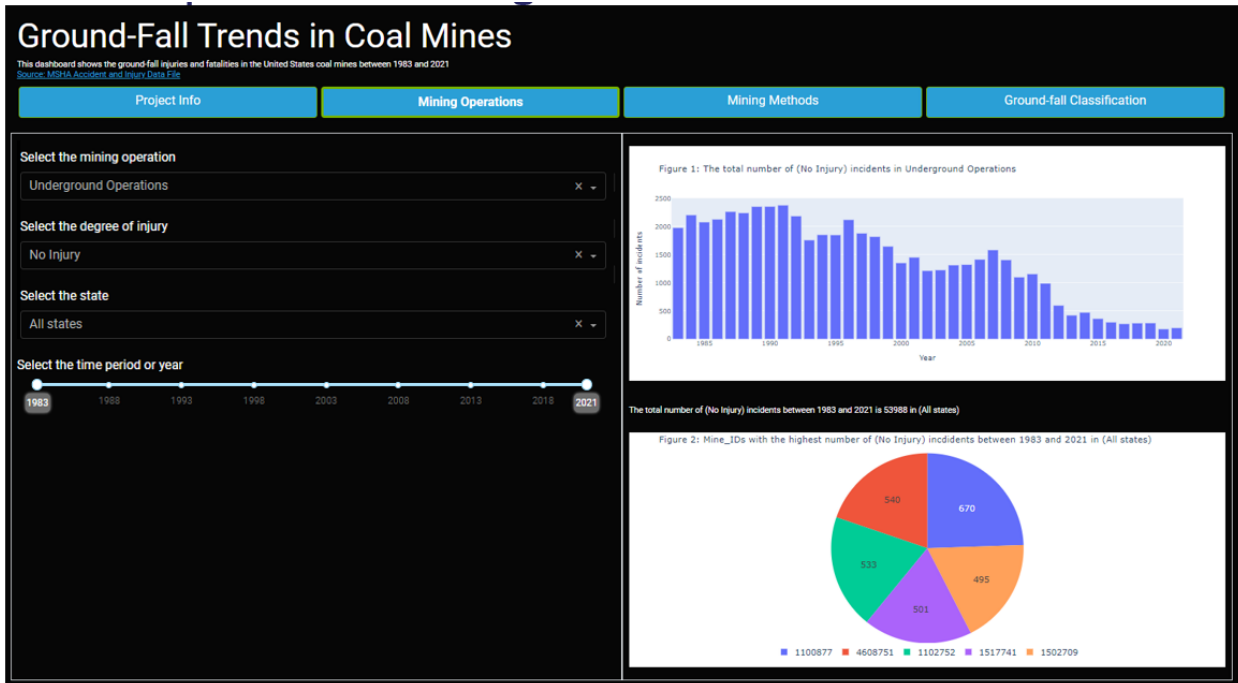 Ground-Fall Trends in Coal Mines
This dashboard shows the ground-fall injuries and fatalities in the United States coal mines between 1983 and 2021
Source: MSHA Accident and Injury Data File
Project Info
Mining Operations
Mining Methods
Ground-fall Classification
Select the mining operation
Underground Operations
Select the degree of injury
No Injury
Select the state
All states
Select the time period or year
1983 1988 1993 1998 2003 2008 2013 2018 2021
Figure 1: The total number of (No Injury) incidents in Underground Operations
Number of incidents
2500
2000
1500
1000
500
0
1985 1990 1995 2000 2005 2010 2015 2020
Year
The total number of (No Injury) incidents between 1983 and 2021 is 53988 in (All states)
Figure 2: Mine_IDs with the highest number of (No Injury) incdidents between 1983 and 2021 in (All states)
540
670
533
495
501
1100877 4608751 1102752 1517741 1502709